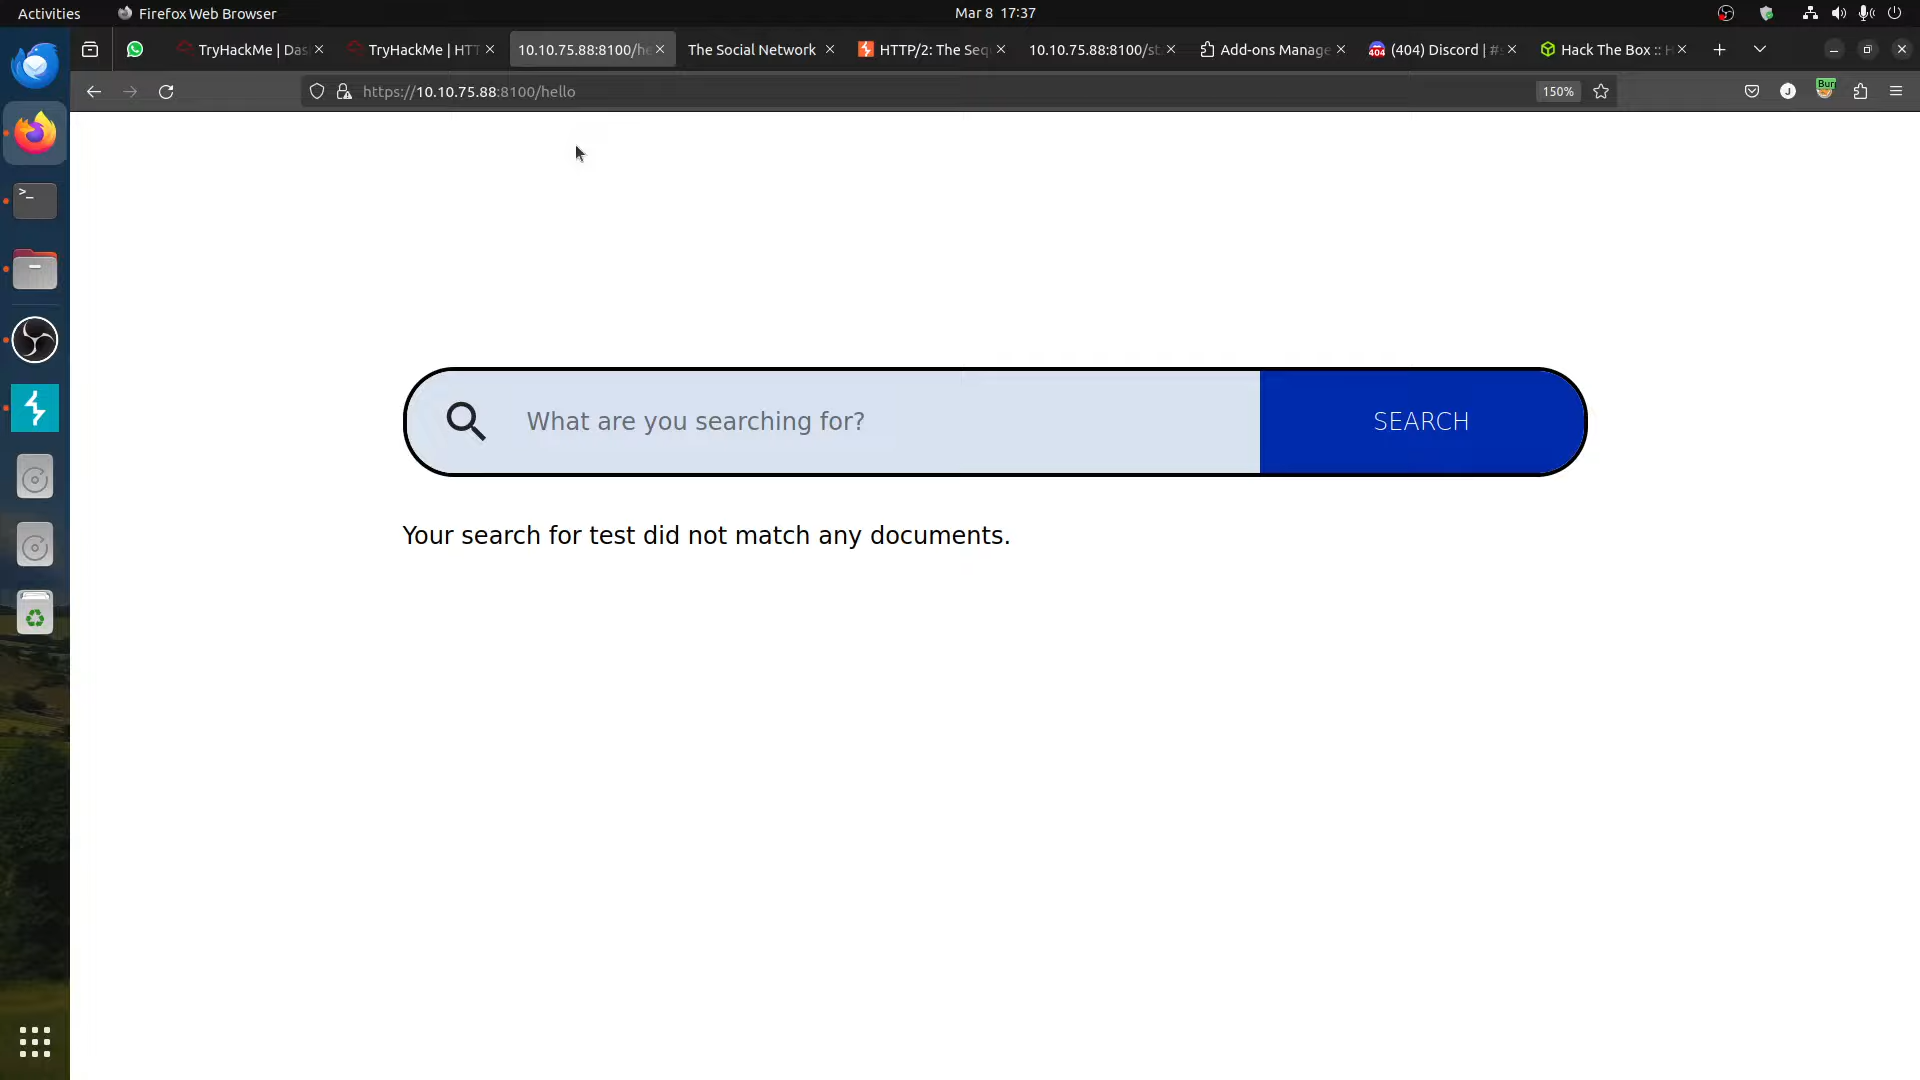 Activities
Firefox Web Browser
Mar 8 17:37
TryHackMe | Das
TryHackMe | HTT
10.10.75.88:8100/he
The Social Network
HTTP/2: The Seq
10.10.75.88:8100/st
Add-ons Manage
(404) Discord | #s
Hack The Box :: H
https://10.10.75.88:8100/hello
150%
J
Burp
What are you searching for?
SEARCH
Your search for test did not match any documents.